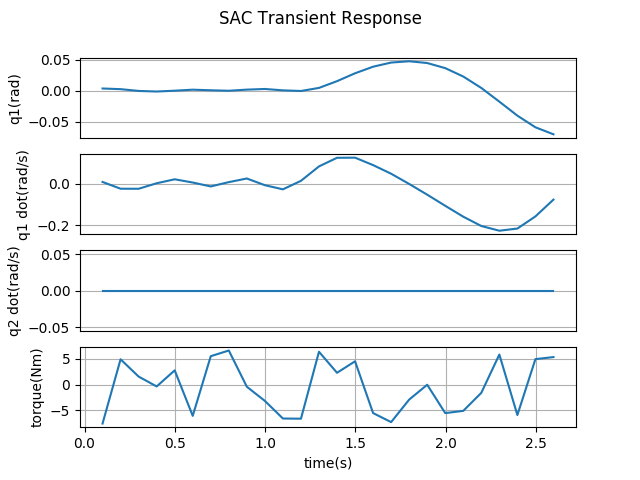 SAC Transient Response
q1(rad)
0.05
0.00
−0.05
q1 dot(rad/s)
0.0
−0.2
q2 dot(rad/s)
0.05
0.00
−0.05
torque(Nm)
5
0
−5
0.0 0.5 1.0 1.5 2.0 2.5
time(s)